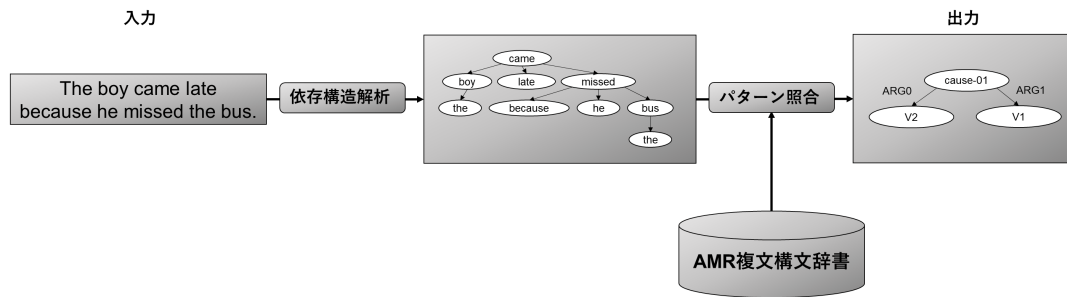 入力
出力
The boy came late
because he missed the bus.
依存構造解析
came
boy
late
missed
the
because
he
bus
the
パターン照合
cause-01
ARG0
ARG1
V2
V1
AMR複文構文辞書